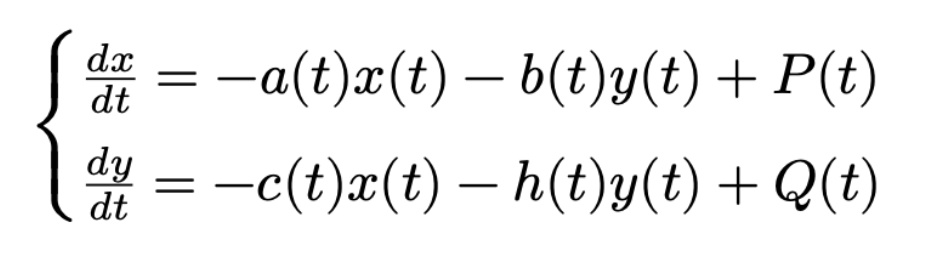 dx/dt = −a(t)x(t) − b(t)y(t) + P(t)
dy/dt = −c(t)x(t) − h(t)y(t) + Q(t)